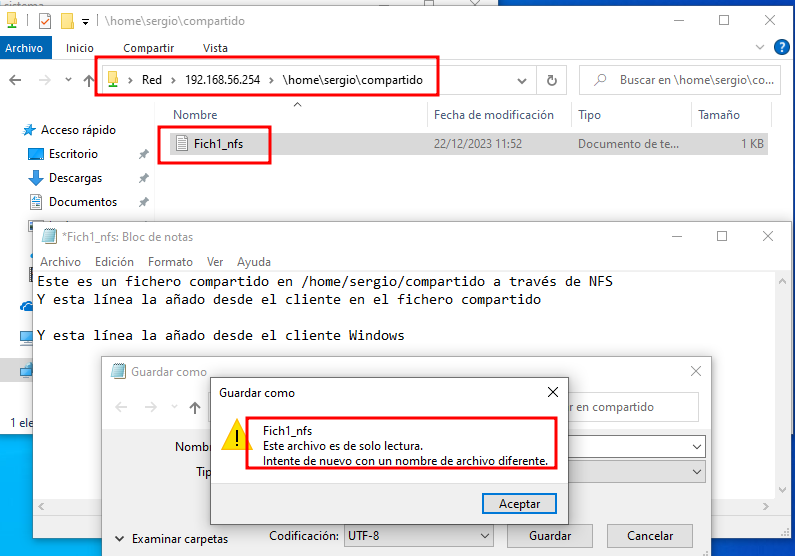 sistema
\home\sergio\compartido
Archivo Inicio Compartir Vista
Red 192.168.56.254 \home\sergio\compartido
Buscar en \home\sergio\co...
Nombre Fecha de modificación Tipo Tamaño
Acceso rápido
Fich1_nfs 22/12/2023 11:52 Documento de te... 1 KB
Escritorio
Descargas
Documentos
*Fich1_nfs: Bloc de notas
Archivo Edición Formato Ver Ayuda
Este es un fichero compartido en /home/sergio/compartido a través de NFS
Y esta línea la añado desde el cliente en el fichero compartido
Y esta línea la añado desde el cliente Windows
Guardar como
Guardar como
r en compartido
1 ele
Fich1_nfs
Este archivo es de solo lectura.
Intente de nuevo con un nombre de archivo diferente.
Nomb
Tip
Aceptar
Examinar carpetas Codificación: UTF-8 Guardar Cancelar